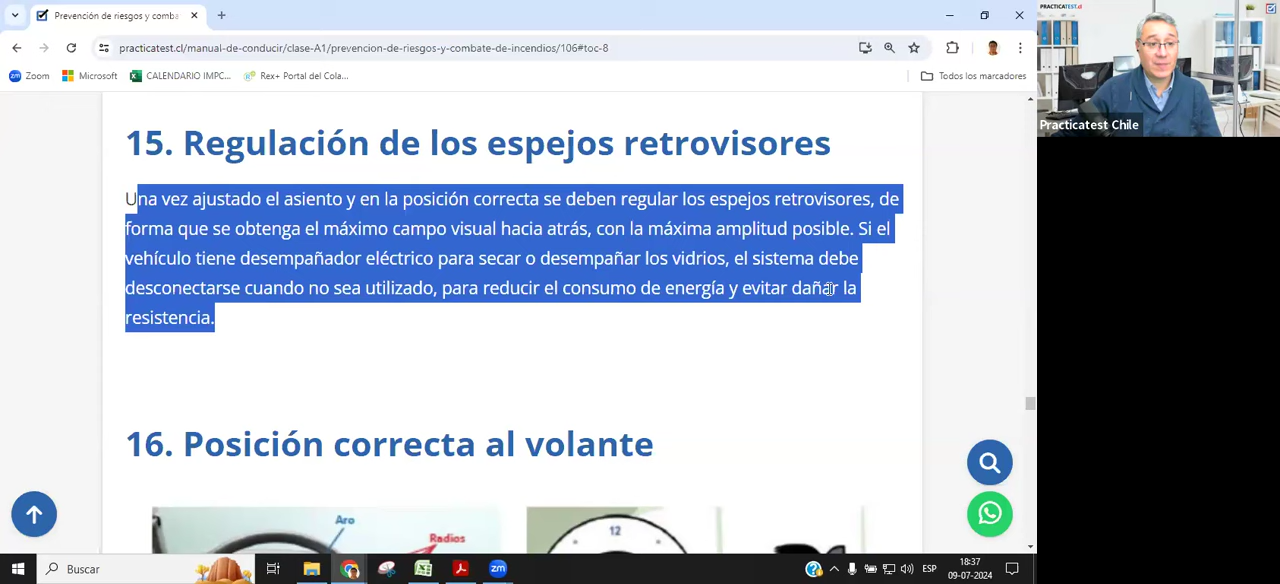 Prevención de riesgos y comba
practicatest.cl/manual-de-conducir/clase-A1/prevencion-de-riesgos-y-combate-de-incendios/106#toc-8
zm Zoom
Microsoft
CALENDARIO IMPC...
Rex+ Portal del Cola...
Todos los marcadores
PRACTICATEST.cl
Practicatest Chile
15. Regulación de los espejos retrovisores
Una vez ajustado el asiento y en la posición correcta se deben regular los espejos retrovisores, de
forma que se obtenga el máximo campo visual hacia atrás, con la máxima amplitud posible. Si el
vehículo tiene desempañador eléctrico para secar o desempañar los vidrios, el sistema debe
desconectarse cuando no sea utilizado, para reducir el consumo de energía y evitar dañar la
resistencia.
16. Posición correcta al volante
Aro
Radios
12
Buscar
zm
ESP
18:37
09-07-2024